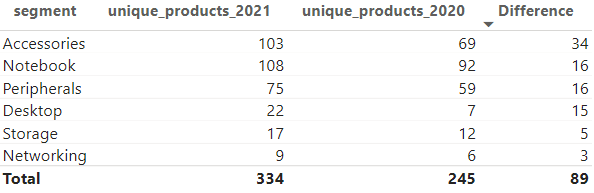 segment unique_products_2021 unique_products_2020 Difference
Accessories 103 69 34
Notebook 108 92 16
Peripherals 75 59 16
Desktop 22 7 15
Storage 17 12 5
Networking 9 6 3
Total 334 245 89